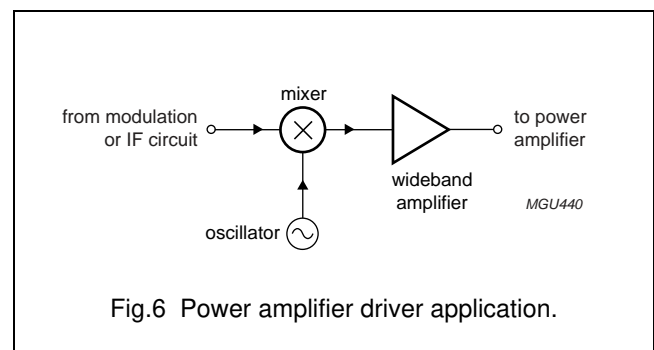 mixer
from modulation
or IF circuit
to power
amplifier
wideband
amplifier
MGU440
oscillator
Fig.6 Power amplifier driver application.